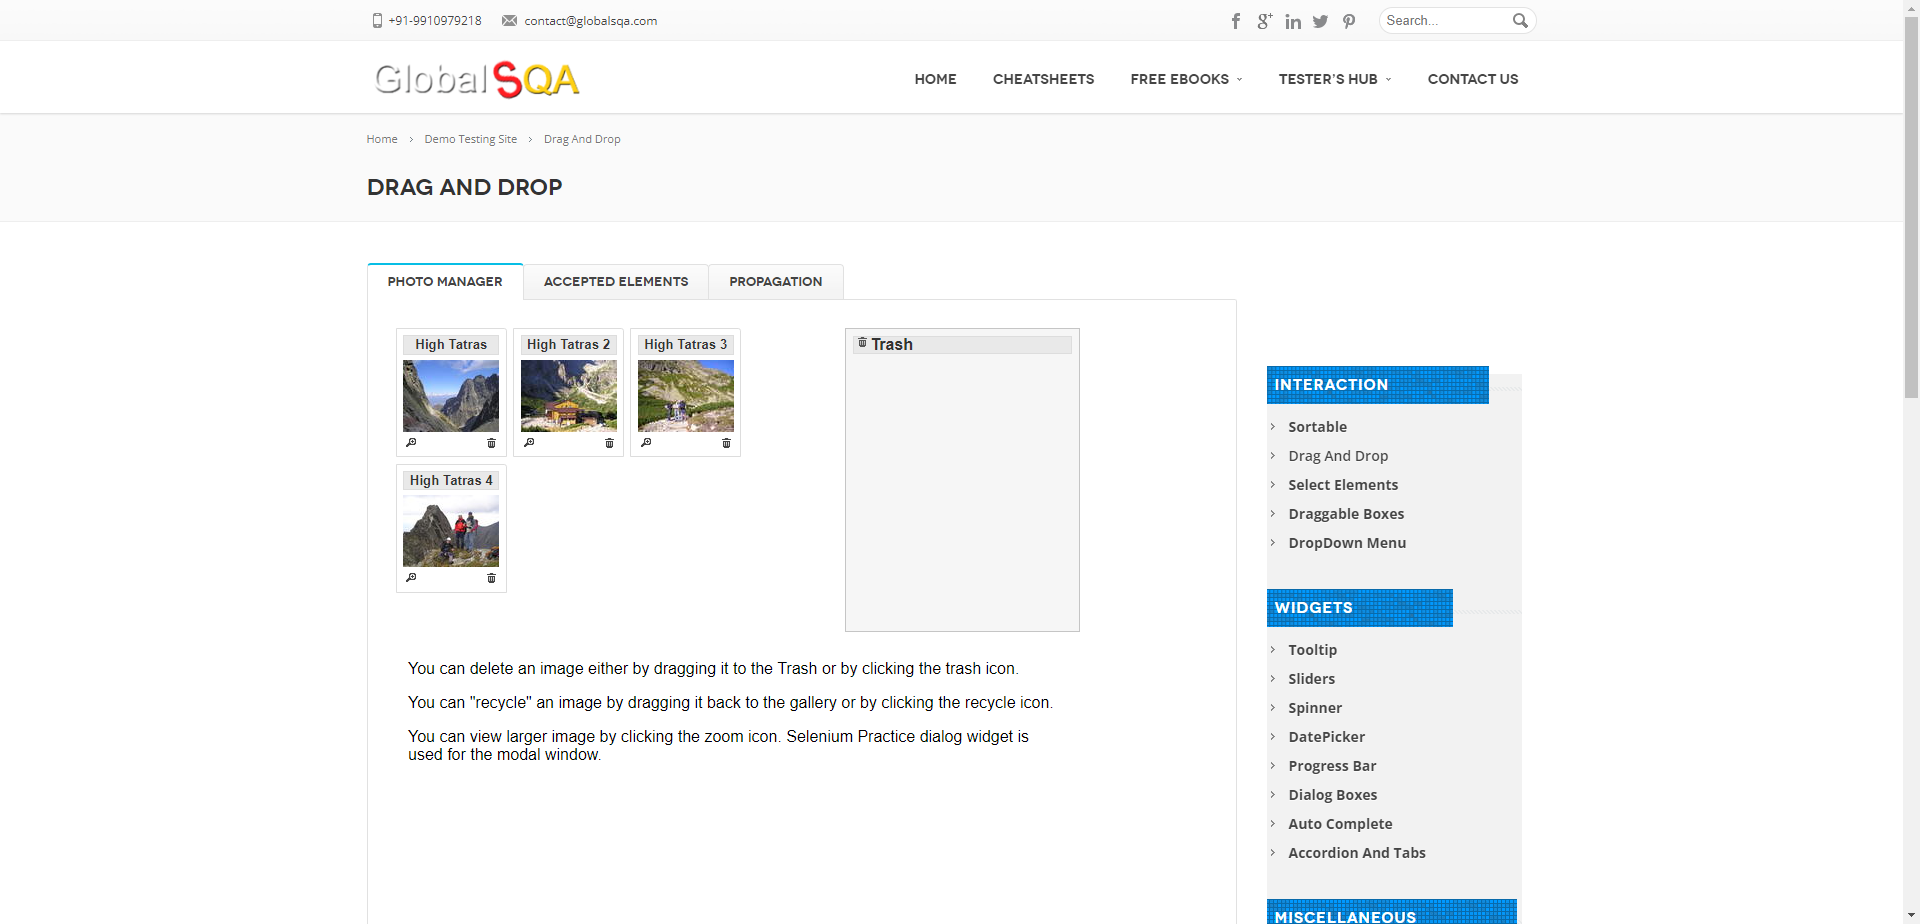 +91-9910979218 contact@globalsqa.com Search...
GlobalSQA
HOME CHEATSHEETS FREE EBOOKS TESTER'S HUB CONTACT US
Home Demo Testing Site Drag And Drop
DRAG AND DROP
PHOTO MANAGER ACCEPTED ELEMENTS PROPAGATION
High Tatras High Tatras 2 High Tatras 3
High Tatras 4
Trash
You can delete an image either by dragging it to the Trash or by clicking the trash icon.
You can "recycle" an image by dragging it back to the gallery or by clicking the recycle icon.
You can view larger image by clicking the zoom icon. Selenium Practice dialog widget is
used for the modal window.
INTERACTION
Sortable
Drag And Drop
Select Elements
Draggable Boxes
DropDown Menu
WIDGETS
Tooltip
Sliders
Spinner
DatePicker
Progress Bar
Dialog Boxes
Auto Complete
Accordion And Tabs
MISCELLANEOUS